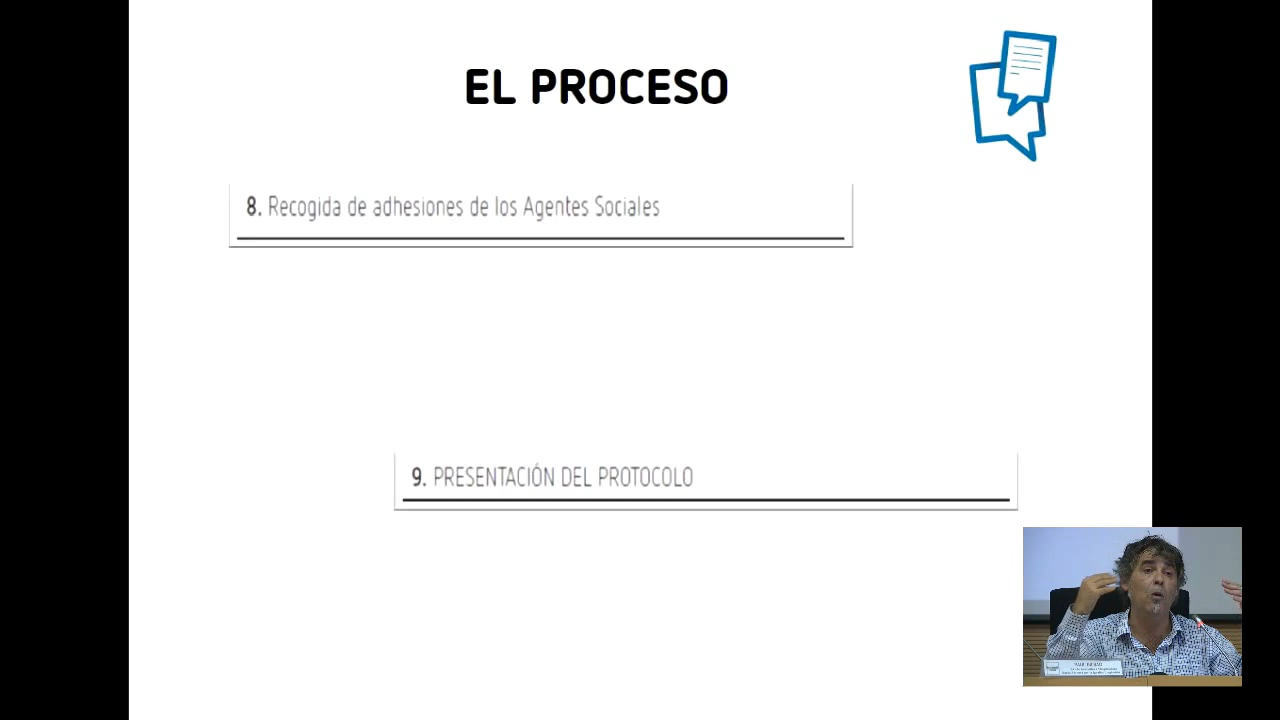 EL PROCESO
8. Recogida de adhesiones de los Agentes Sociales
9. PRESENTACIÓN DEL PROTOCOLO